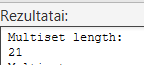 Rezultatai:
Multiset length:
21